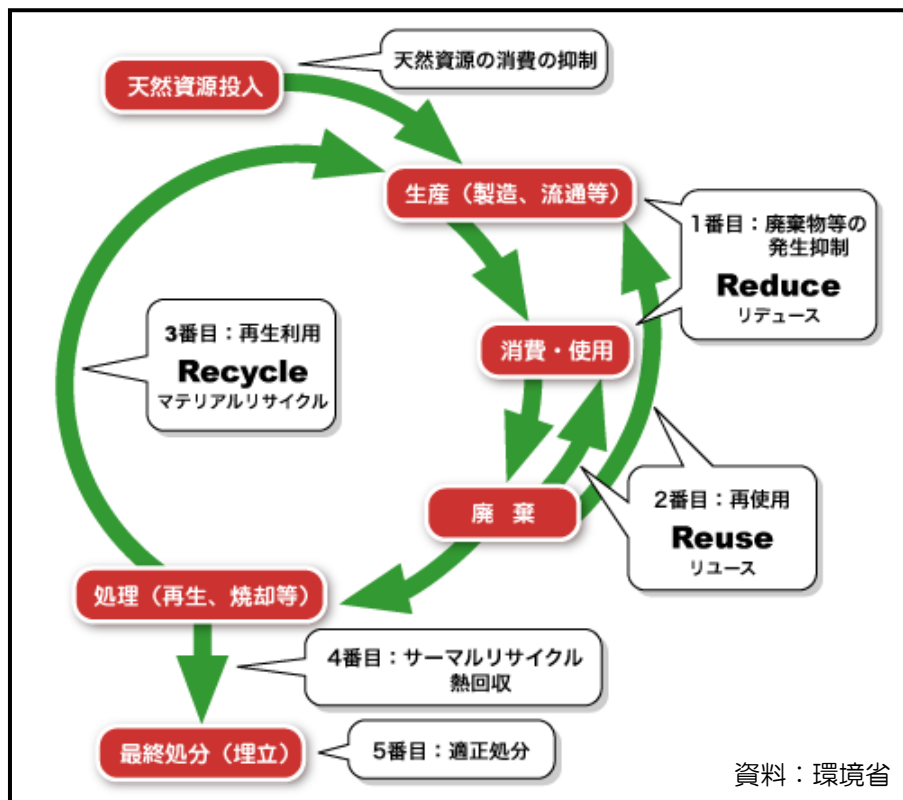 天然資源の消費の抑制
天然資源投入
生産（製造、流通等）
1番目：廃棄物等の
発生抑制
Reduce
リデュース
3番目：再生利用
Recycle
マテリアルリサイクル
消費・使用
廃 棄
2番目：再使用
Reuse
リユース
処理（再生、焼却等）
4番目：サーマルリサイクル
熱回収
最終処分（埋立）
5番目：適正処分
資料：環境省